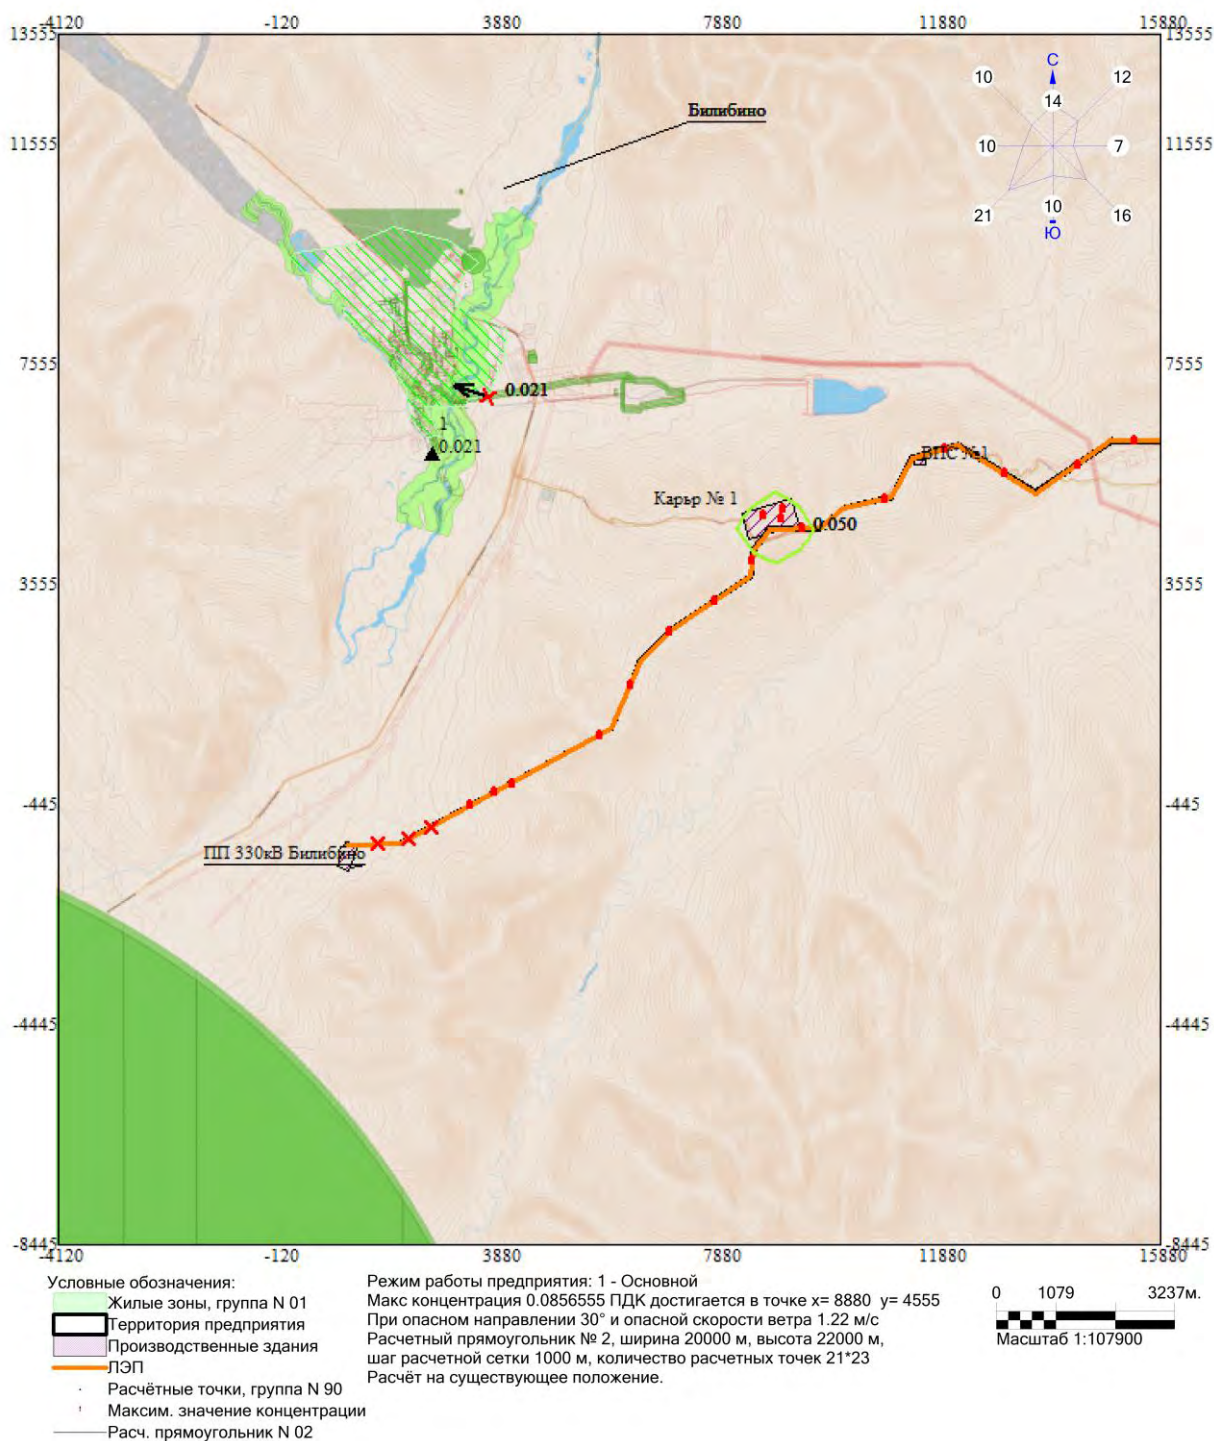 -4120 -120 3880 7880 11880 15880
13555 13555
С
10 12
14
Билибино
11555 11555
10 7
21 10 16
Ю
7555 7555
0.021
1
0.021
ВПС №1
Карьр № 1
0.050
3555 3555
-445 -445
ПП 330кВ Билибино
-4445 -4445
-8445 -8445
-4120 -120 3880 7880 11880 15880
Условные обозначения:
Жилые зоны, группа N 01
Территория предприятия
Производственные здания
ЛЭП
Расчётные точки, группа N 90
Максим. значение концентрации
Расч. прямоугольник N 02
Режим работы предприятия: 1 - Основной
Макс концентрация 0.0856555 ПДК достигается в точке x= 8880 y= 4555
При опасном направлении 30° и опасной скорости ветра 1.22 м/с
Расчетный прямоугольник № 2, ширина 20000 м, высота 22000 м,
шаг расчетной сетки 1000 м, количество расчетных точек 21*23
Расчёт на существующее положение.
0 1079 3237м.
Масштаб 1:107900